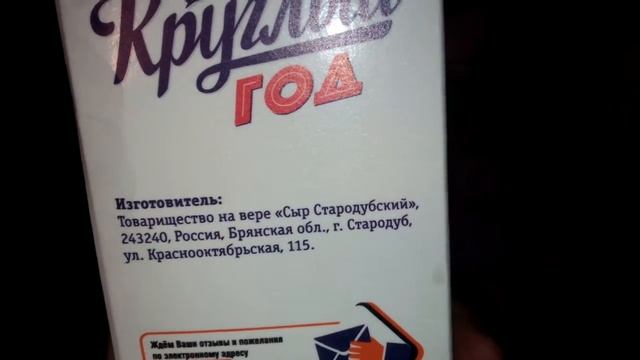 Круглый
ГОД
Изготовитель:
Товарищество на вере «Сыр Стародубский»,
243240, Россия, Брянская обл., г. Стародуб,
ул. Краснооктябрьская, 115.
Ждём Ваши отзывы и пожелания
по электронному адресу